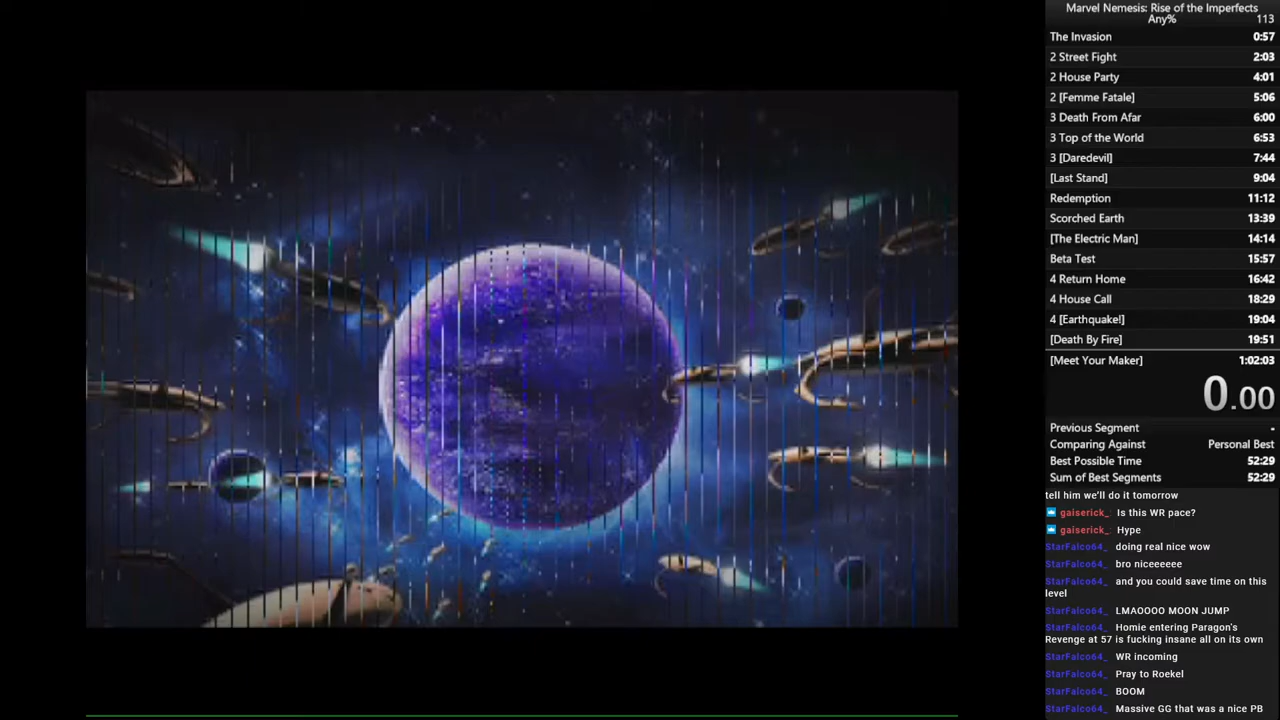 Marvel Nemesis: Rise of the Imperfects
Any%
113
The Invasion 0:57
2 Street Fight 2:03
2 House Party 4:01
2 [Femme Fatale] 5:06
3 Death From Afar 6:00
3 Top of the World 6:53
3 [Daredevil] 7:44
[Last Stand] 9:04
Redemption 11:12
Scorched Earth 13:39
[The Electric Man] 14:14
Beta Test 15:57
4 Return Home 16:42
4 House Call 18:29
4 [Earthquake!] 19:04
[Death By Fire] 19:51
[Meet Your Maker] 1:02:03
0.00
Previous Segment -
Comparing Against Personal Best
Best Possible Time 52:29
Sum of Best Segments 52:29
tell him we'll do it tomorrow
gaiserick_: Is this WR pace?
gaiserick_: Hype
StarFalco64_ doing real nice wow
StarFalco64_ bro niceeeeee
StarFalco64_ and you could save time on this
level
StarFalco64_ LMAOOOO MOON JUMP
StarFalco64_ Homie entering Paragon's
Revenge at 57 is fucking insane all on its own
StarFalco64_ WR incoming
StarFalco64_ Pray to Roekel
StarFalco64_ BOOM
StarFalco64_ Massive GG that was a nice PB